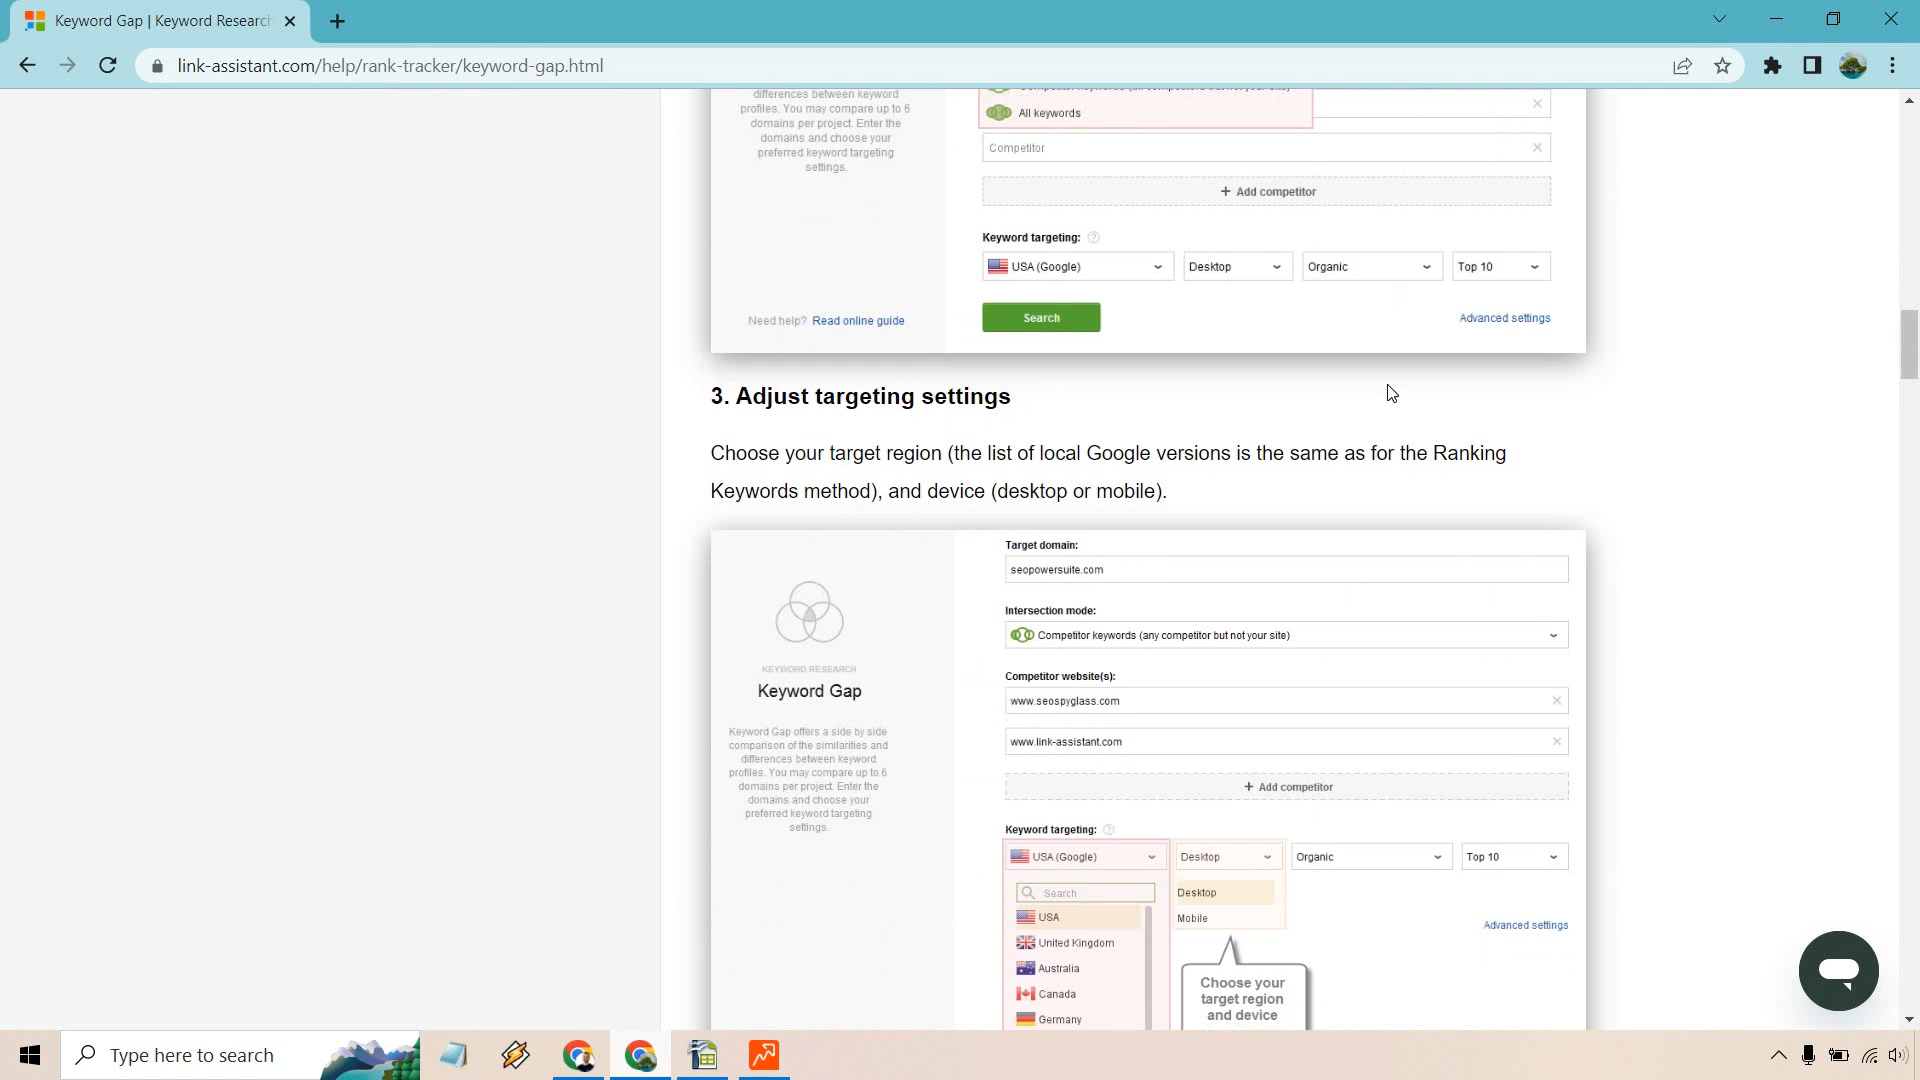 Keyword Gap | Keyword Research
link-assistant.com/help/rank-tracker/keyword-gap.html
differences between keyword
profiles. You may compare up to 6
domains per project. Enter the
domains and choose your
preferred keyword targeting
settings.
Need help? Read online guide
All keywords
Competitor
+ Add competitor
Keyword targeting:
USA (Google)
Desktop
Organic
Top 10
Search
Advanced settings
3. Adjust targeting settings
Choose your target region (the list of local Google versions is the same as for the Ranking
Keywords method), and device (desktop or mobile).
KEYWORD RESEARCH
Keyword Gap
Keyword Gap offers a side by side
comparison of the similarities and
differences between keyword
profiles. You may compare up to 6
domains per project. Enter the
domains and choose your
preferred keyword targeting
settings.
Target domain:
seopowersuite.com
Intersection mode:
Competitor keywords (any competitor but not your site)
Competitor website(s):
www.seospyglass.com
www.link-assistant.com
+ Add competitor
Keyword targeting:
USA (Google)
Desktop
Organic
Top 10
Search
USA
United Kingdom
Australia
Canada
Germany
Desktop
Mobile
Advanced settings
Choose your
target region
and device
Type here to search